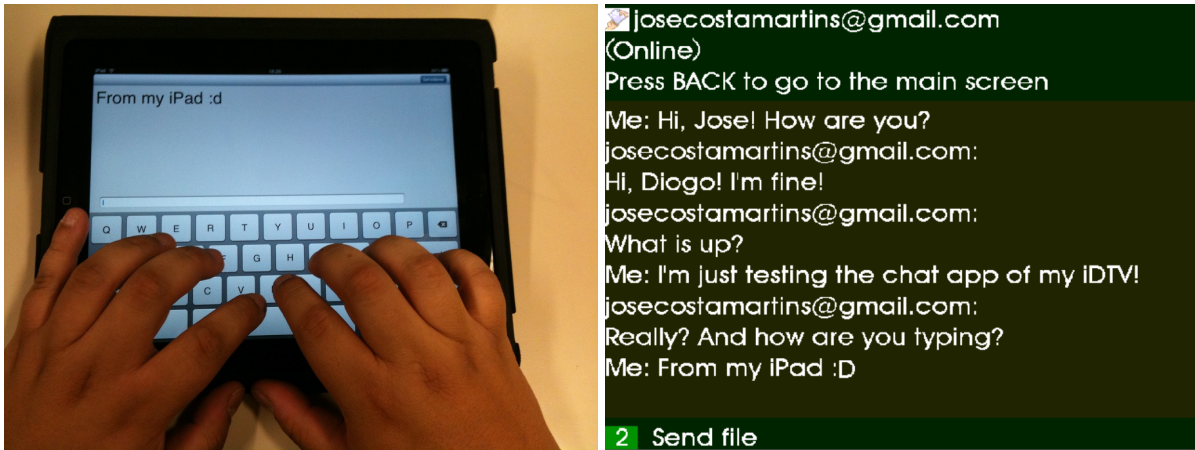 iPad
From my iPad :d
Q W E R T Y U I O P
F G H
C V
josecostamartins@gmail.com
(Online)
Press BACK to go to the main screen
Me: Hi, Jose! How are you?
josecostamartins@gmail.com:
Hi, Diogo! I'm fine!
josecostamartins@gmail.com:
What is up?
Me: I'm just testing the chat app of my iDTV!
josecostamartins@gmail.com:
Really? And how are you typing?
Me: From my iPad :D
2 Send file